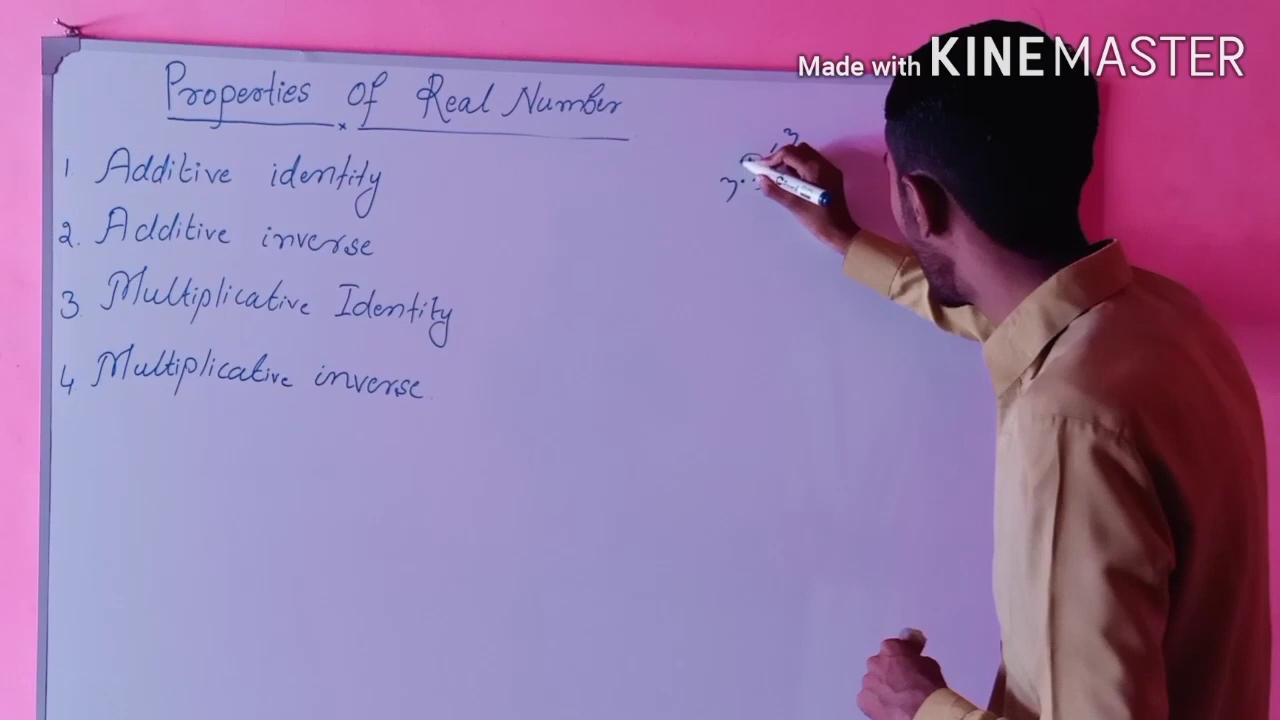 Made with KINEMASTER
Properties Of Real Number
1. Additive identity
2. Additive inverse
3. Multiplicative Identity
4 Multiplicative inverse.